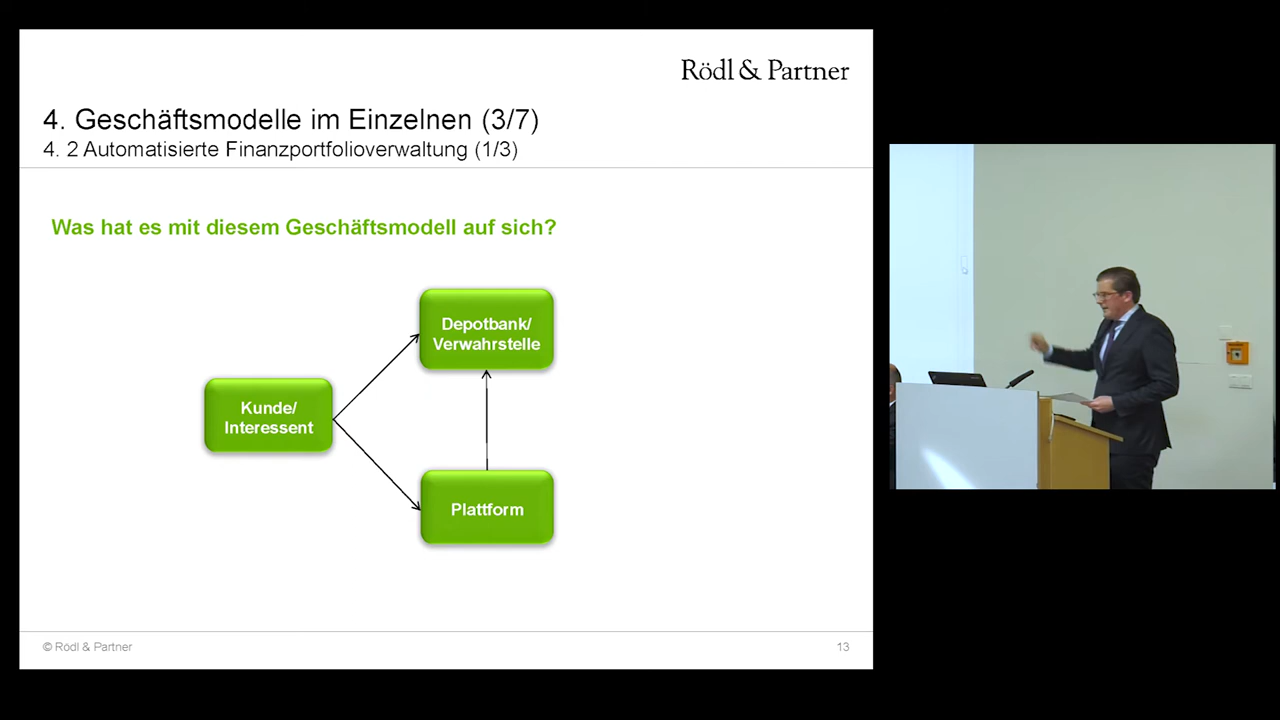 Rödl & Partner
4. Geschäftsmodelle im Einzelnen (3/7)
4. 2 Automatisierte Finanzportfolioverwaltung (1/3)
Was hat es mit diesem Geschäftsmodell auf sich?
Depotbank/
Verwahrstelle
Kunde/
Interessent
Plattform
© Rödl & Partner
13